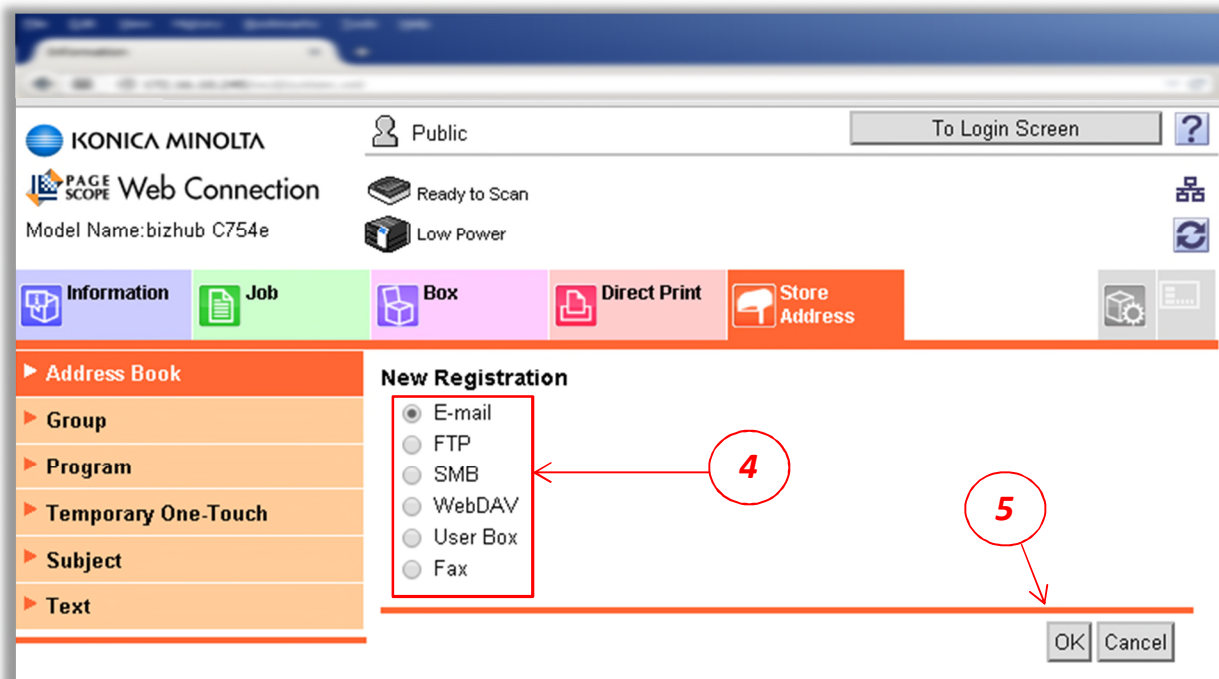 KONICA MINOLTA
Public
To Login Screen
?
PAGE SCOPE Web Connection
Ready to Scan
Model Name:bizhub C754e
Low Power
Information
Job
Box
Direct Print
Store
Address
Address Book
Group
Program
Temporary One-Touch
Subject
Text
New Registration
E-mail
FTP
SMB
WebDAV
User Box
Fax
4
5
OK
Cancel